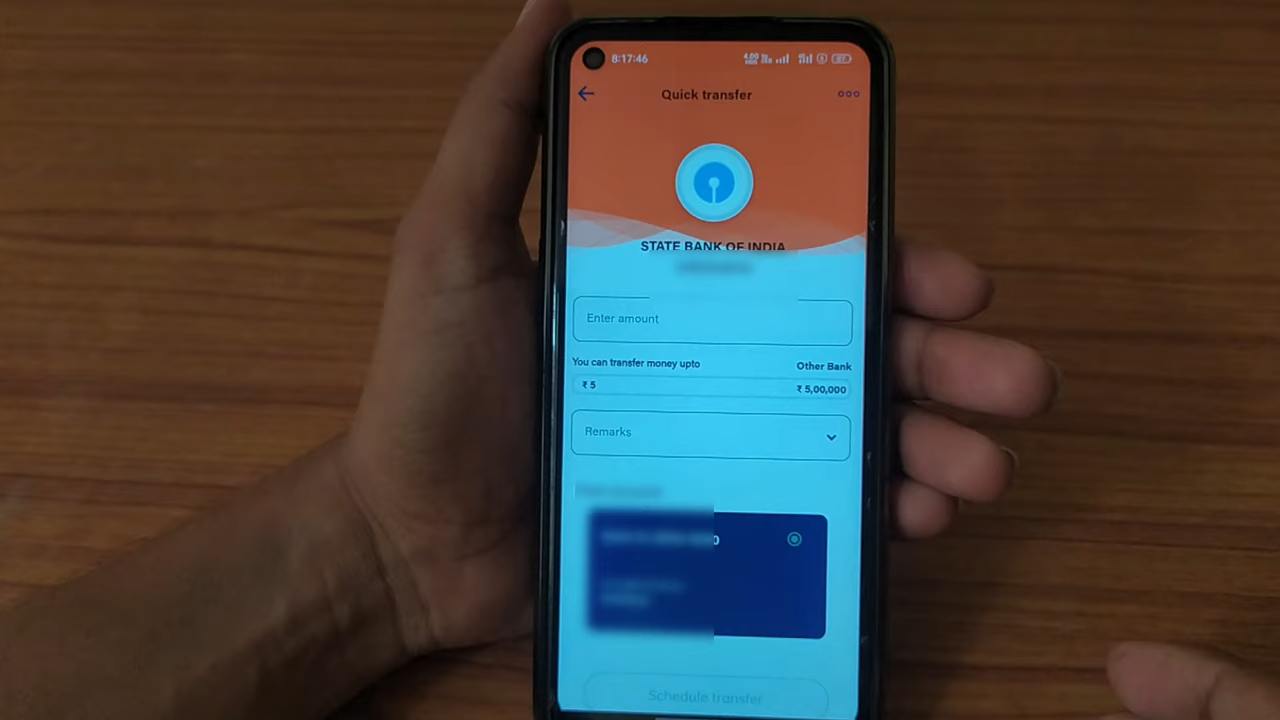 8:17:46
Quick transfer
STATE BANK OF INDIA
Enter amount
You can transfer money upto
Other Bank
₹ 5
₹ 5,00,000
Remarks
0
Schedule transfer